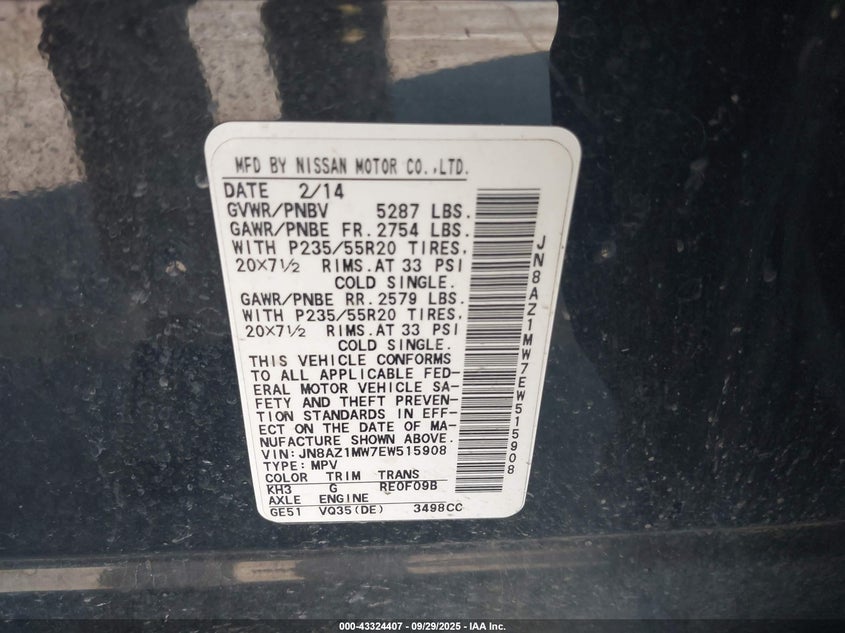 MFD BY NISSAN MOTOR CO.,LTD.
DATE 2/14
GVWR/PNBV 5287 LBS.
GAWR/PNBE FR. 2754 LBS.
WITH P235/55R20 TIRES,
20×7½ RIMS.AT 33 PSI
COLD SINGLE.
GAWR/PNBE RR. 2579 LBS.
WITH P235/55R20 TIRES,
20×7½ RIMS.AT 33 PSI
COLD SINGLE.
THIS VEHICLE CONFORMS
TO ALL APPLICABLE FED-
ERAL MOTOR VEHICLE SA-
FETY AND THEFT PREVEN-
TION STANDARDS IN EFF-
ECT ON THE DATE OF MA-
NUFACTURE SHOWN ABOVE.
VIN: JN8AZ1MW7EW515908
TYPE: MPV
COLOR TRIM TRANS
KH3 G RE0F09B
AXLE ENGINE
GE51 VQ35(DE) 3498CC
JN8AZ1MW7EW515908
000-43324407 - 09/29/2025 - IAA Inc.